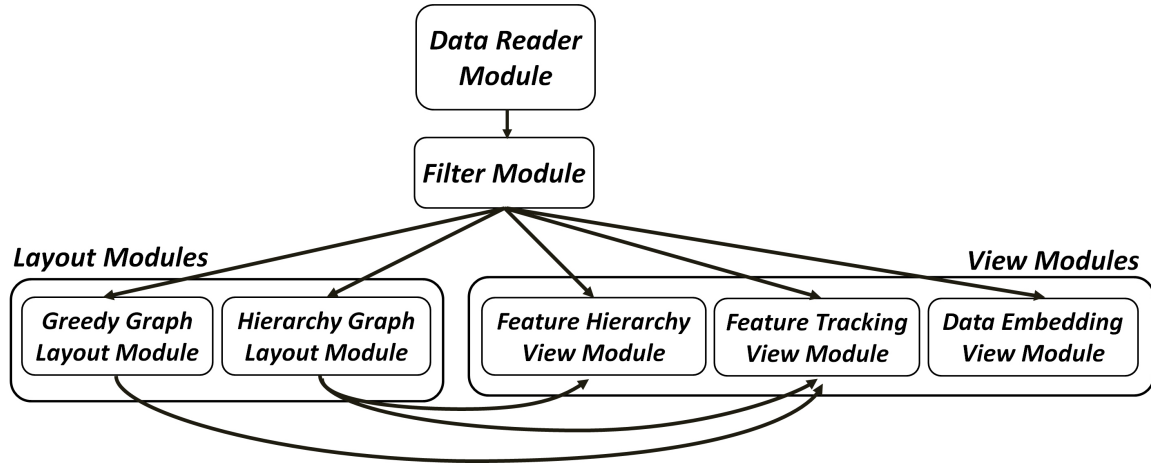 Data Reader
Module
Filter Module
Layout Modules
View Modules
Greedy Graph
Layout Module
Hierarchy Graph
Layout Module
Feature Hierarchy
View Module
Feature Tracking
View Module
Data Embedding
View Module